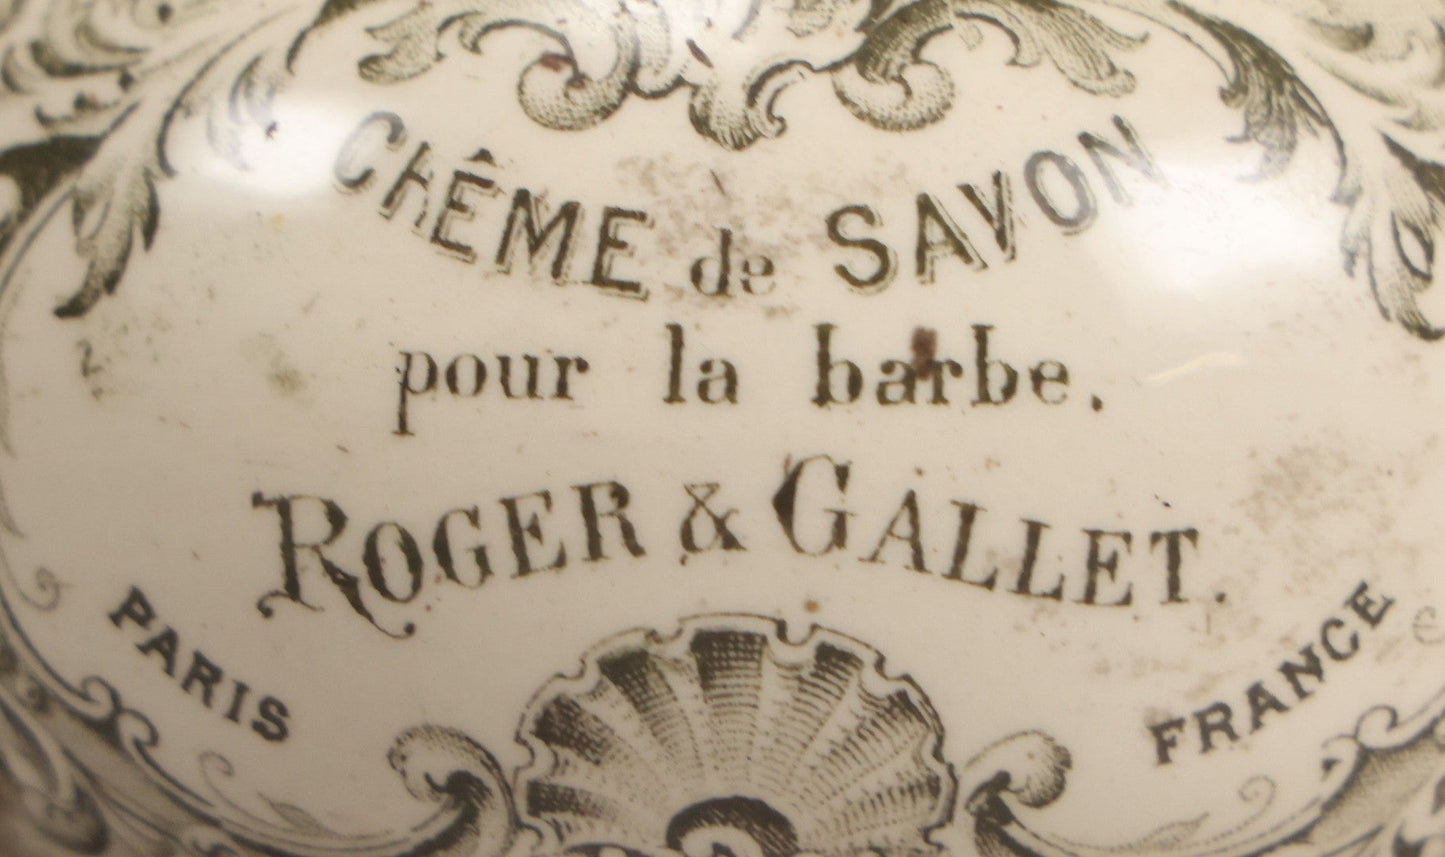 CRÊME de SAVON
pour la barbe.
ROGER & GALLET.
PARIS FRANCE